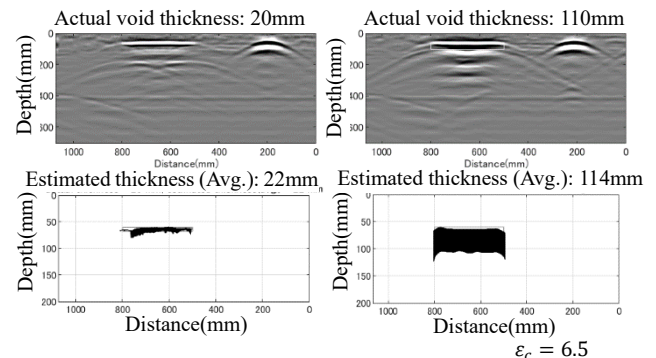 Actual void thickness: 20mm
Actual void thickness: 110mm
0
200
400
600
Depth(mm)
1000 800 600 400 200 0
Distance(mm)
0
200
400
600
Depth(mm)
1000 800 600 400 200 0
Distance(mm)
Estimated thickness (Avg.): 22mm
Estimated thickness (Avg.): 114mm
0
50
100
150
200
Depth(mm)
1000 800 600 400 200 0
Distance(mm)
0
50
100
150
200
Depth(mm)
1000 800 600 400 200 0
Distance(mm)
ε_c = 6.5